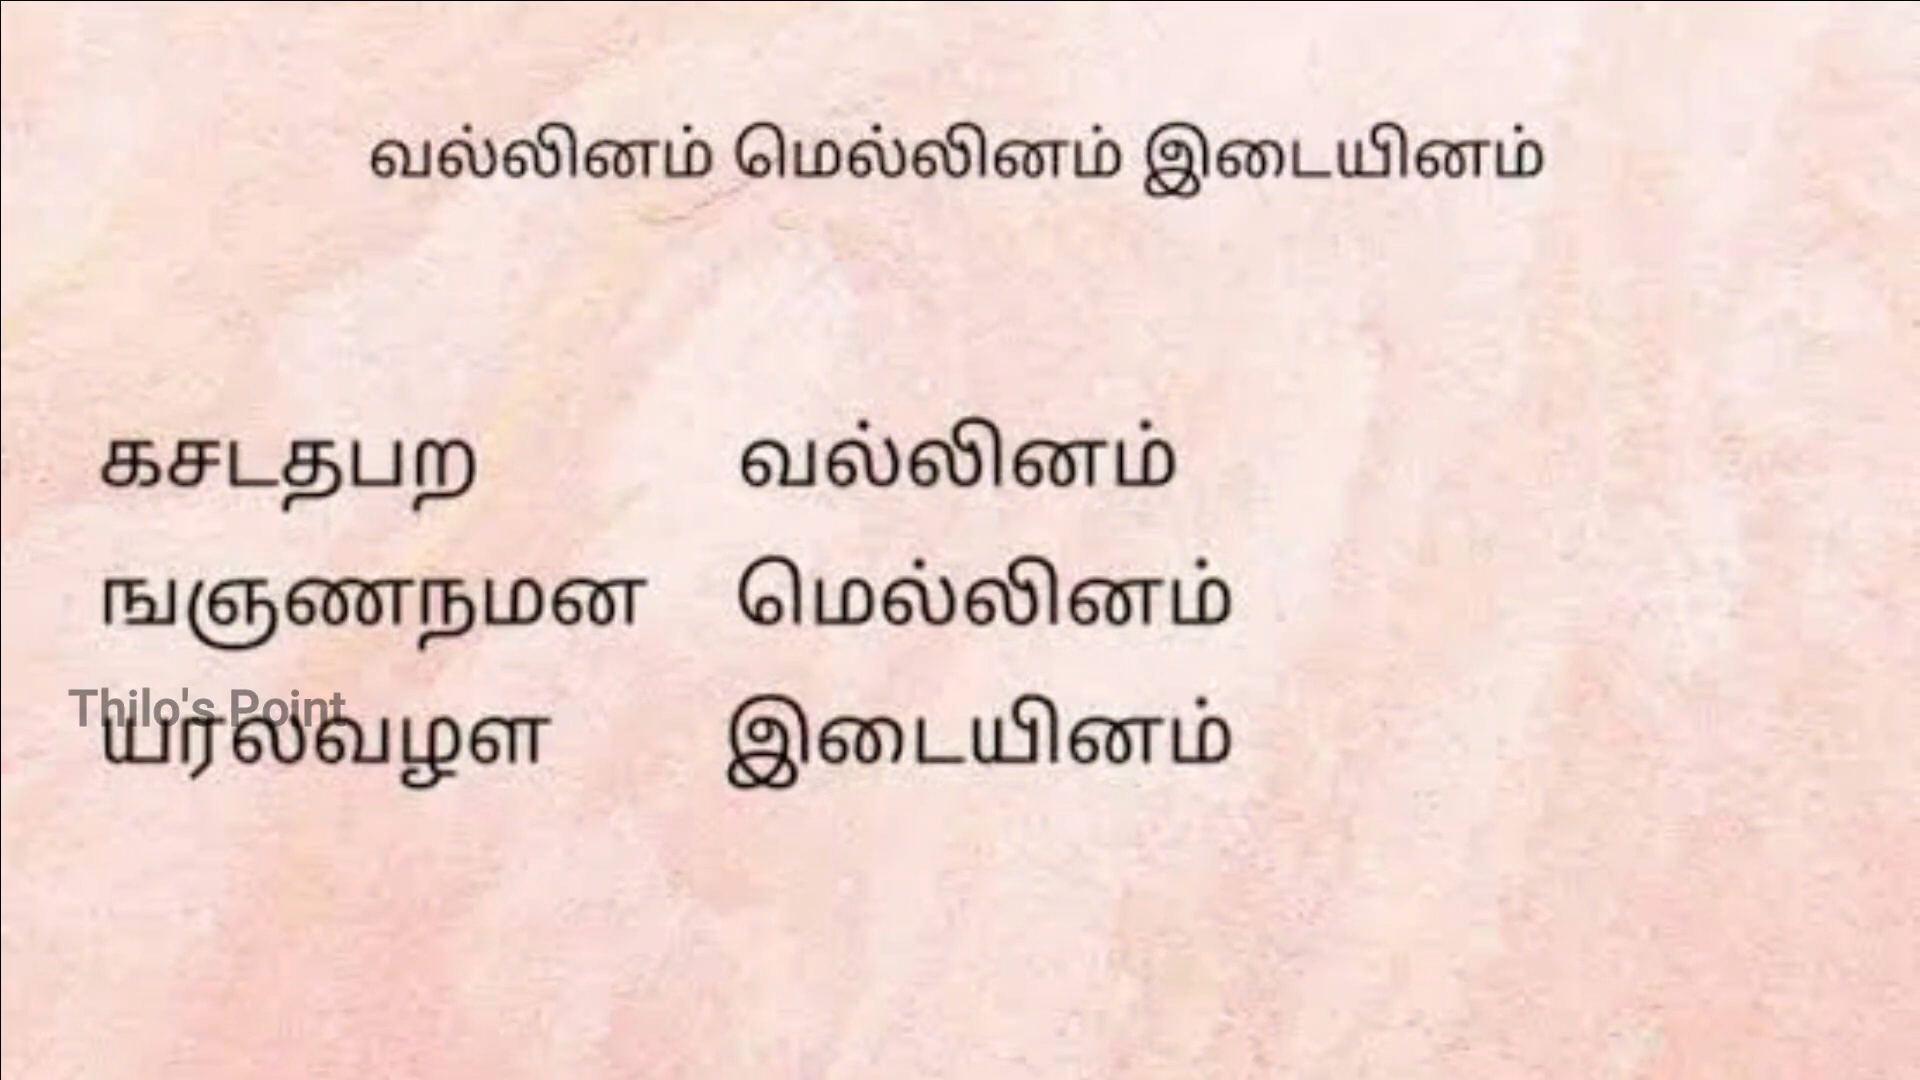 வல்லினம் மெல்லினம் இடையினம்
கசடதபற வல்லினம்
ஙஞணநமன மெல்லினம்
Thilo's Point
யரலவழள இடையினம்